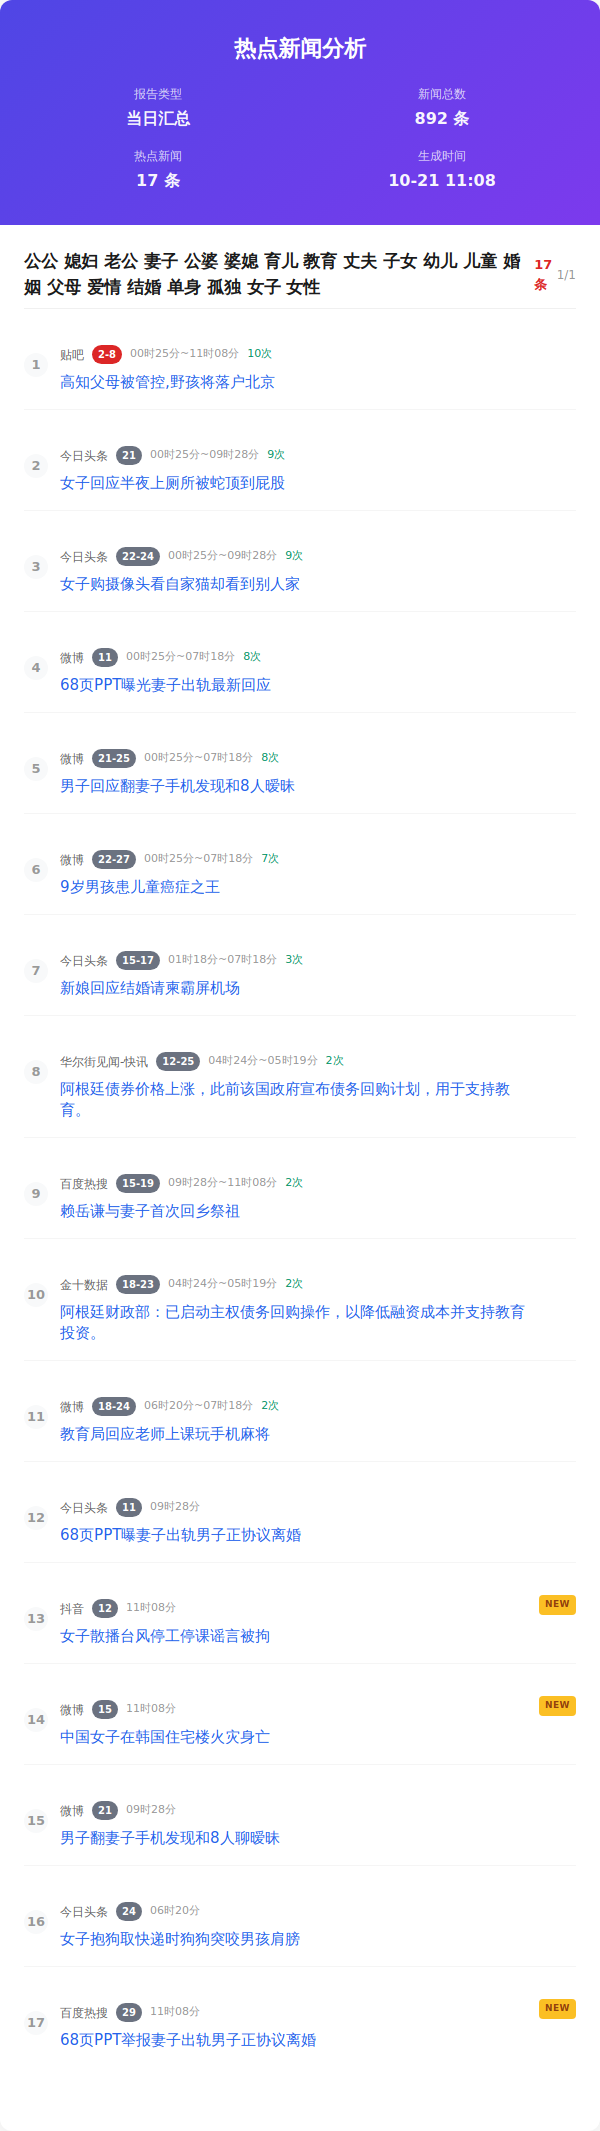 热点新闻分析
报告类型
当日汇总
新闻总数
892 条
热点新闻
17 条
生成时间
10-21 11:08
公公 媳妇 老公 妻子 公婆 婆媳 育儿 教育 丈夫 子女 幼儿 儿童 婚
姻 父母 爱情 结婚 单身 孤独 女子 女性
17
条
1/1
1
贴吧 2-8 00时25分~11时08分 10次
高知父母被管控,野孩将落户北京
2
今日头条 21 00时25分~09时28分 9次
女子回应半夜上厕所被蛇顶到屁股
3
今日头条 22-24 00时25分~09时28分 9次
女子购摄像头看自家猫却看到别人家
4
微博 11 00时25分~07时18分 8次
68页PPT曝光妻子出轨最新回应
5
微博 21-25 00时25分~07时18分 8次
男子回应翻妻子手机发现和8人暧昧
6
微博 22-27 00时25分~07时18分 7次
9岁男孩患儿童癌症之王
7
今日头条 15-17 01时18分~07时18分 3次
新娘回应结婚请柬霸屏机场
8
华尔街见闻-快讯 12-25 04时24分~05时19分 2次
阿根廷债券价格上涨，此前该国政府宣布债务回购计划，用于支持教
育。
9
百度热搜 15-19 09时28分~11时08分 2次
赖岳谦与妻子首次回乡祭祖
10
金十数据 18-23 04时24分~05时19分 2次
阿根廷财政部：已启动主权债务回购操作，以降低融资成本并支持教育
投资。
11
微博 18-24 06时20分~07时18分 2次
教育局回应老师上课玩手机麻将
12
今日头条 11 09时28分
68页PPT曝妻子出轨男子正协议离婚
13
抖音 12 11时08分
NEW
女子散播台风停工停课谣言被拘
14
微博 15 11时08分
NEW
中国女子在韩国住宅楼火灾身亡
15
微博 21 09时28分
男子翻妻子手机发现和8人聊暧昧
16
今日头条 24 06时20分
女子抱狗取快递时狗狗突咬男孩肩膀
17
百度热搜 29 11时08分
NEW
68页PPT举报妻子出轨男子正协议离婚